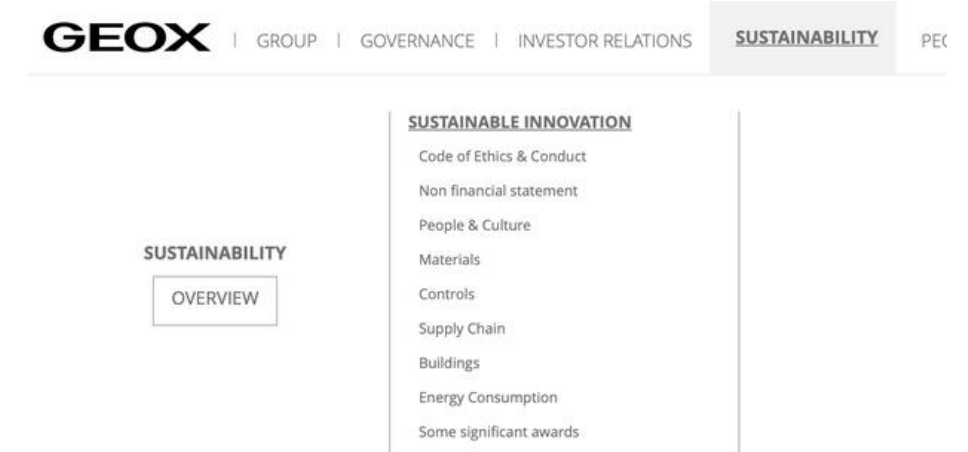 GEOX | GROUP | GOVERNANCE | INVESTOR RELATIONS SUSTAINABILITY
SUSTAINABILITY
OVERVIEW
SUSTAINABLE INNOVATION
Code of Ethics & Conduct
Non financial statement
People & Culture
Materials
Controls
Supply Chain
Buildings
Energy Consumption
Some significant awards